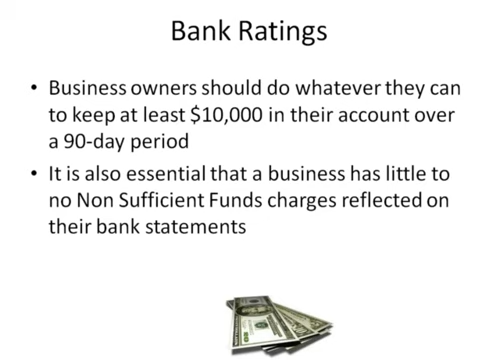 Bank Ratings
• Business owners should do whatever they can
to keep at least $10,000 in their account over
a 90-day period
• It is also essential that a business has little to
no Non Sufficient Funds charges reflected on
their bank statements